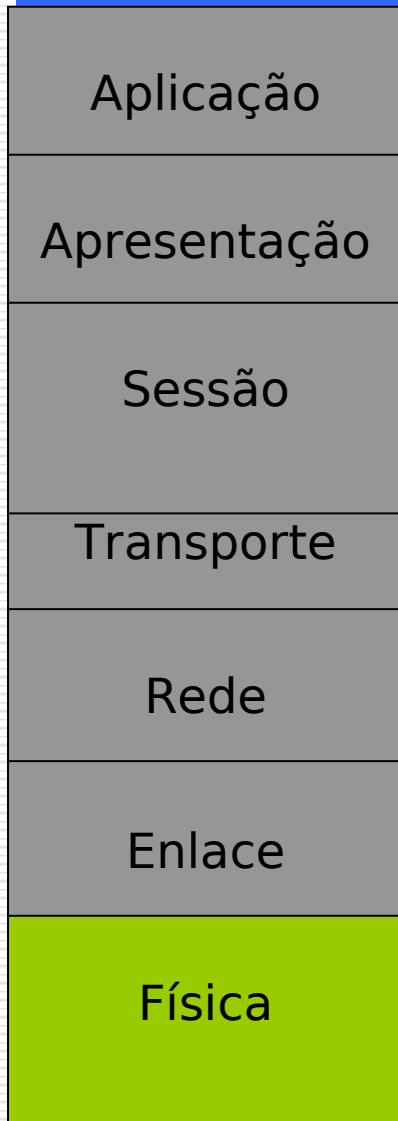 Aplicação
Apresentação
Sessão
Transporte
Rede
Enlace
Física